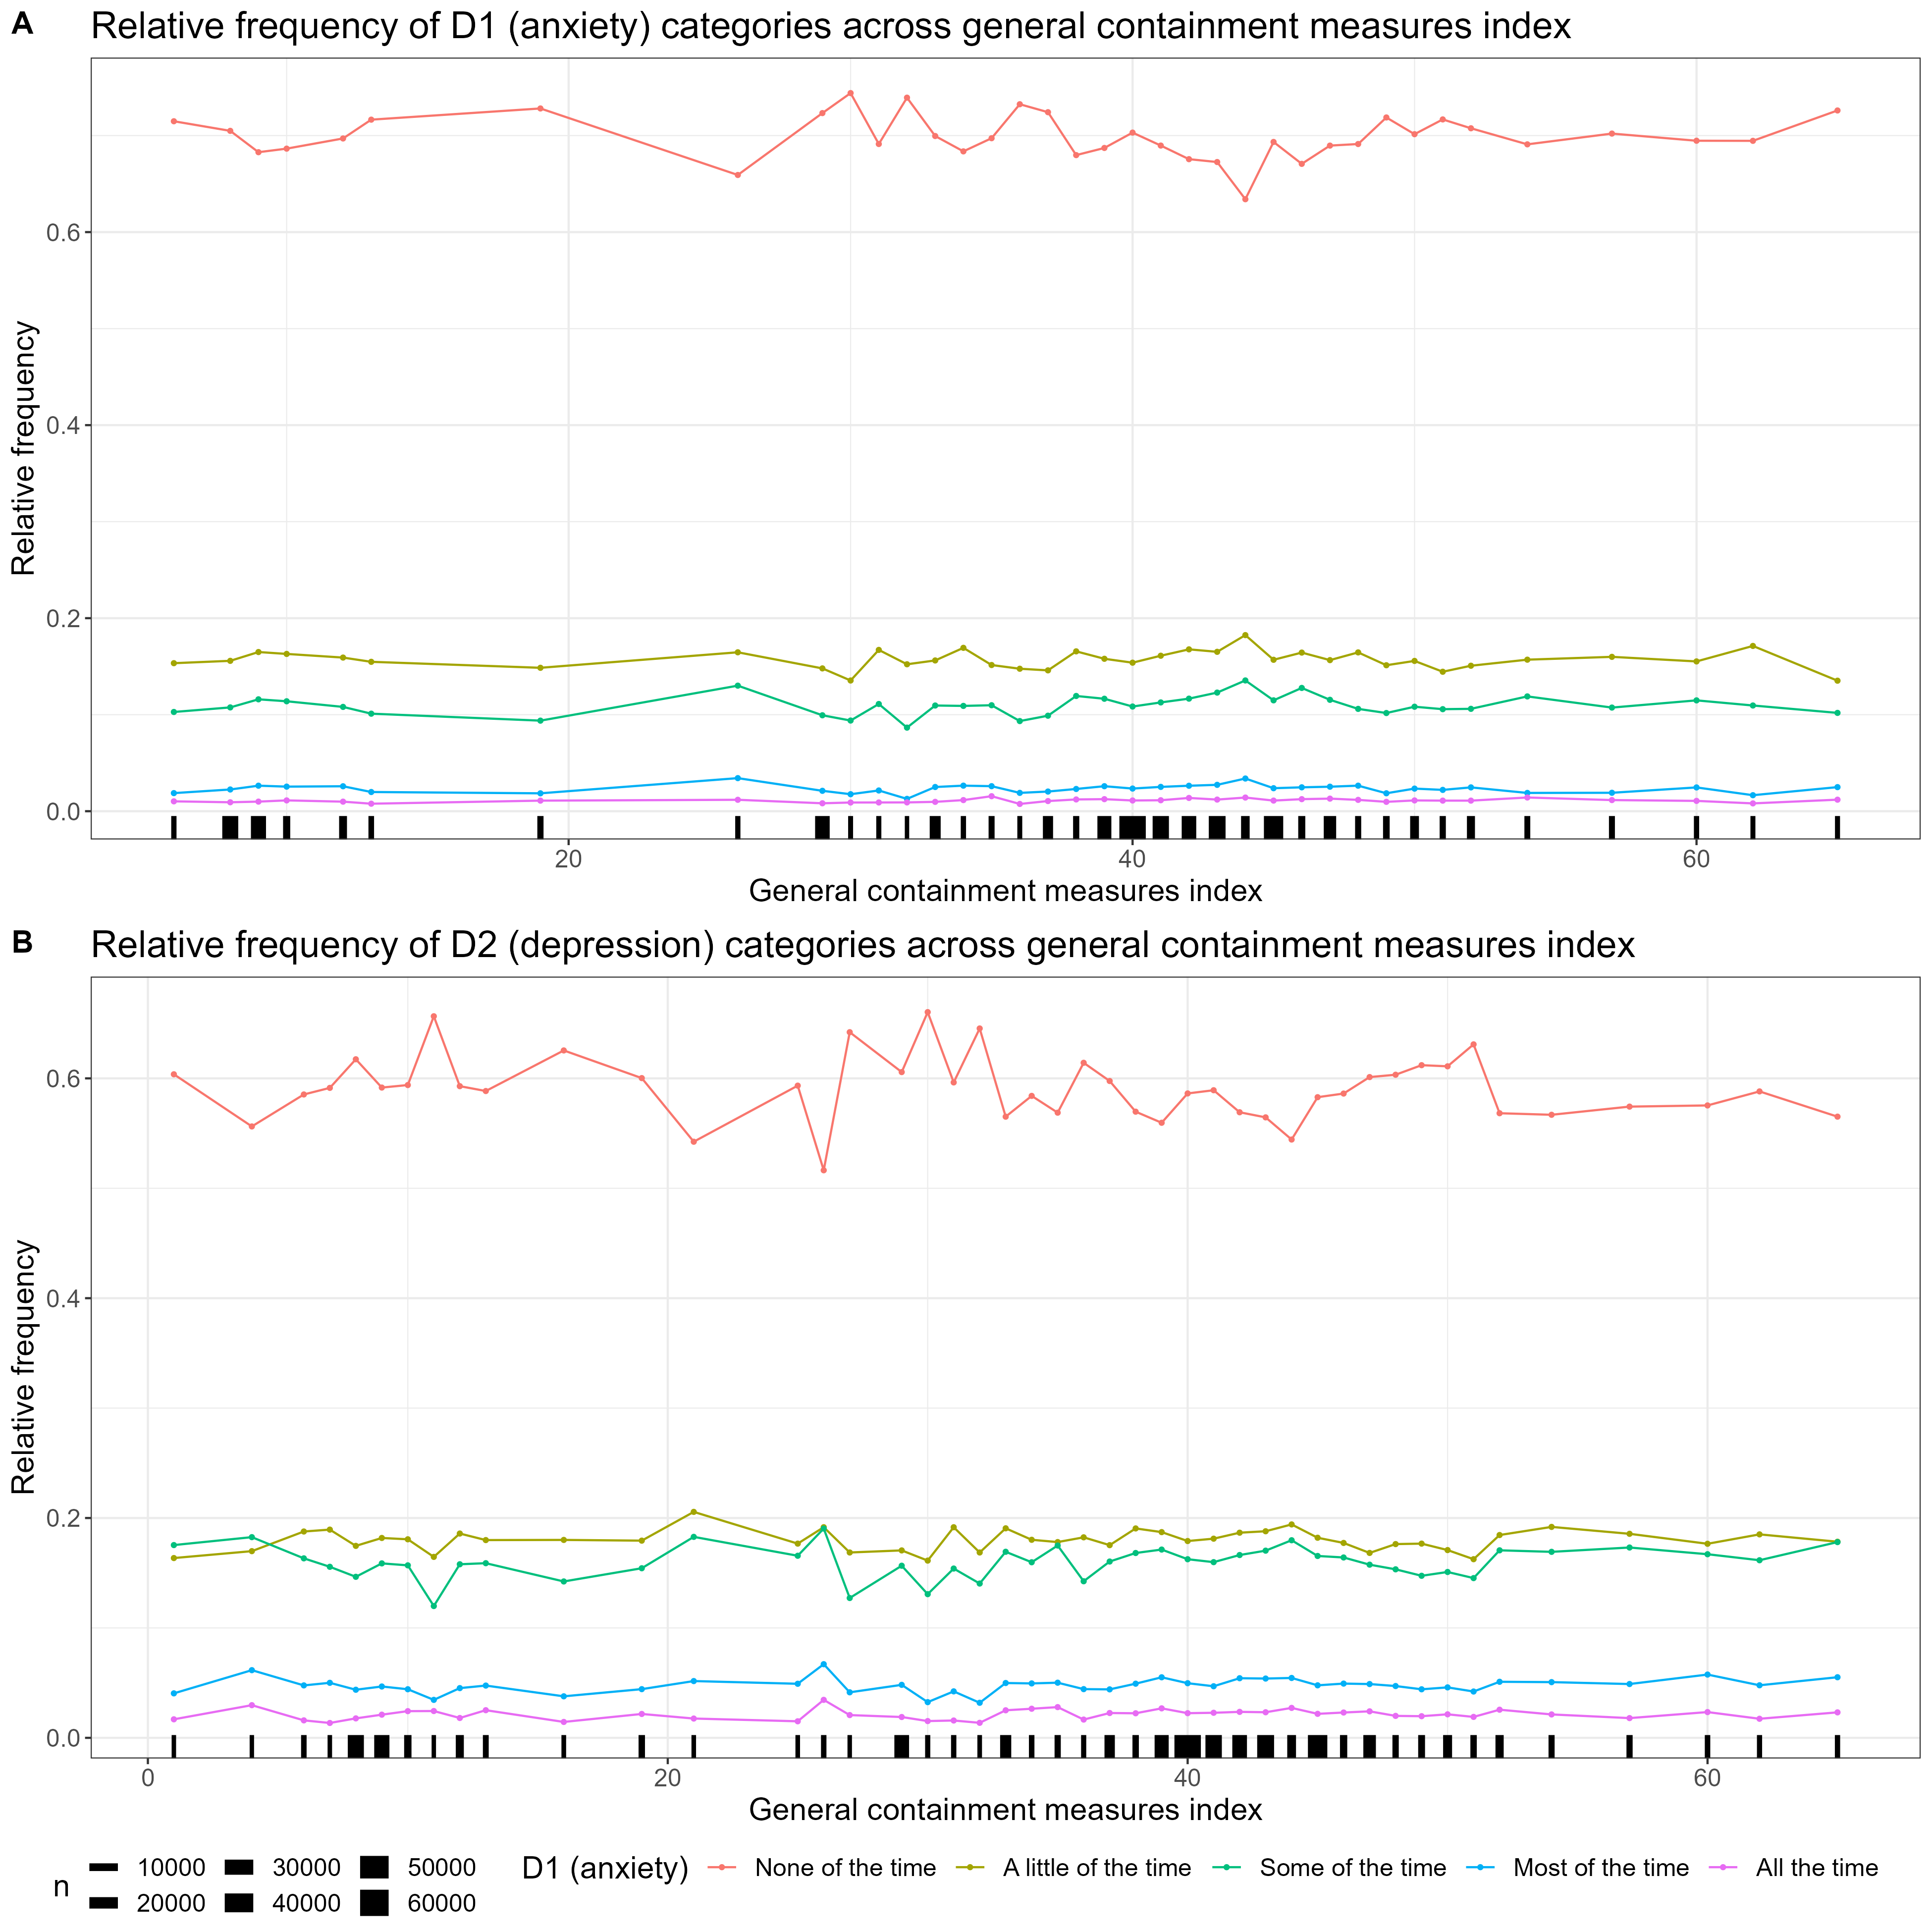 A Relative frequency of D1 (anxiety) categories across general containment measures index
Relative frequency
0.6
0.4
0.2
0.0
20 40 60
General containment measures index
B Relative frequency of D2 (depression) categories across general containment measures index
Relative frequency
0.6
0.4
0.2
0.0
0 20 40 60
General containment measures index
n
10000 30000 50000
20000 40000 60000
D1 (anxiety) None of the time A little of the time Some of the time Most of the time All the time